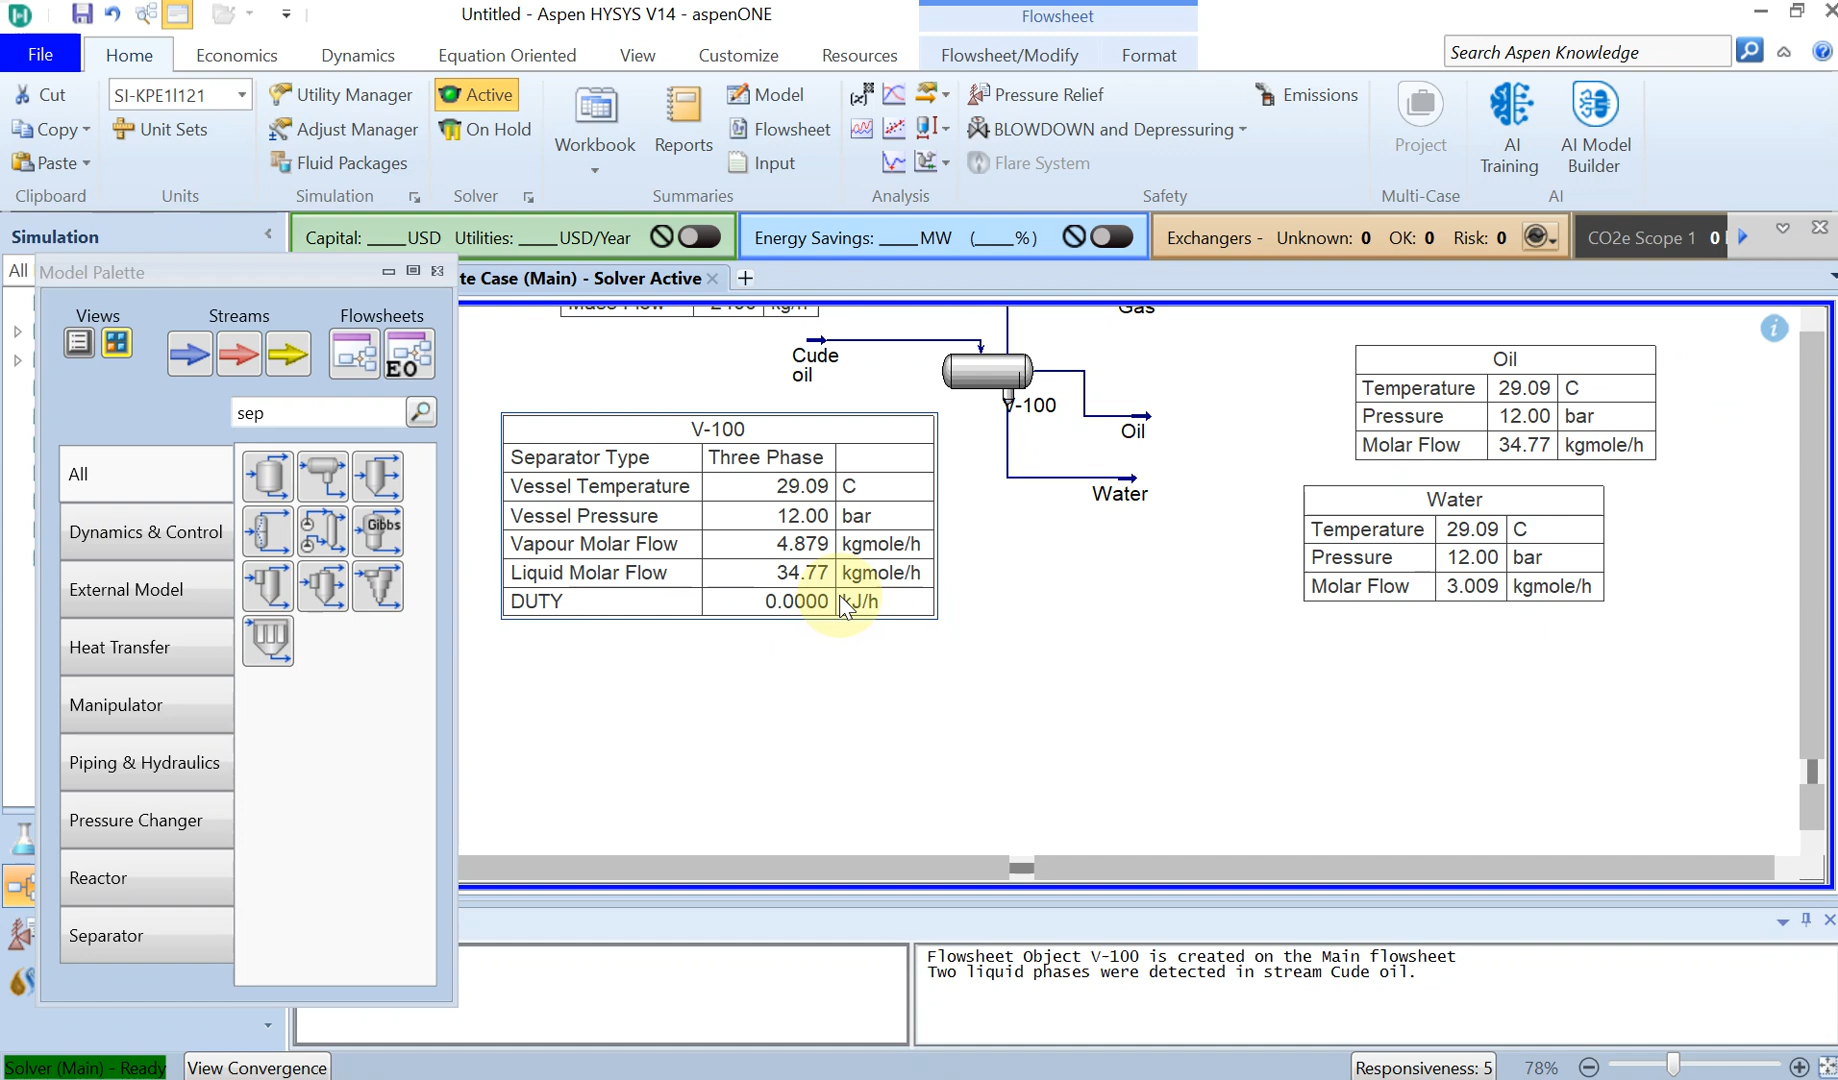 Untitled - Aspen HYSYS V14 - aspenONE
Flowsheet
File
Home
Economics
Dynamics
Equation Oriented
View
Customize
Resources
Flowsheet/Modify
Format
Search Aspen Knowledge
Cut
Copy
Paste
Clipboard
SI-KPE1l121
Unit Sets
Units
Utility Manager
Adjust Manager
Fluid Packages
Simulation
Active
On Hold
Solver
Workbook
Reports
Model
Flowsheet
Input
Summaries
Analysis
Pressure Relief
BLOWDOWN and Depressuring
Flare System
Emissions
Safety
Project
Multi-Case
AI Training
AI Model Builder
AI
Simulation
Capital: ____USD Utilities: ____USD/Year
Energy Savings: ____MW (____%)
Exchangers - Unknown: 0 OK: 0 Risk: 0
CO2e Scope 1 0
All
Model Palette
te Case (Main) - Solver Active
+
Views
Streams
Flowsheets
EO
sep
All
Dynamics & Control
External Model
Heat Transfer
Manipulator
Piping & Hydraulics
Pressure Changer
Reactor
Separator
Gibbs
Gas
Cude oil
V-100
Oil
Water
V-100
Separator Type Three Phase
Vessel Temperature 29.09 C
Vessel Pressure 12.00 bar
Vapour Molar Flow 4.879 kgmole/h
Liquid Molar Flow 34.77 kgmole/h
DUTY 0.0000 kJ/h
Oil
Temperature 29.09 C
Pressure 12.00 bar
Molar Flow 34.77 kgmole/h
Water
Temperature 29.09 C
Pressure 12.00 bar
Molar Flow 3.009 kgmole/h
Flowsheet Object V-100 is created on the Main flowsheet
Two liquid phases were detected in stream Cude oil.
Solver (Main) - Ready
View Convergence
Responsiveness: 5
78%